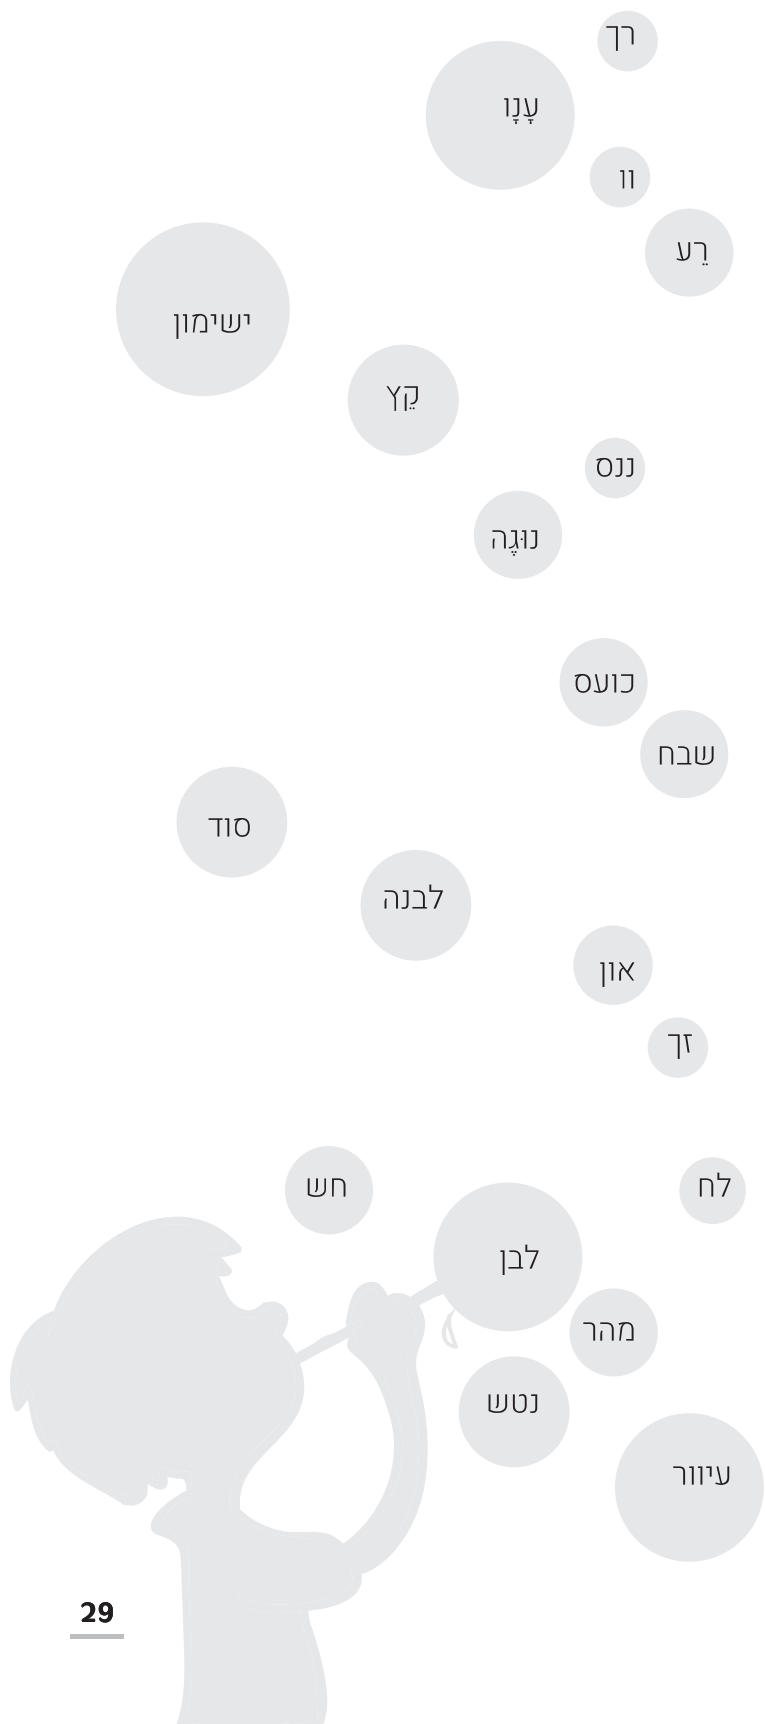 רך
עָנָו
וו
רֵע
ישימון
קֵץ
ננס
נוּגֶה
כועס
שבח
סוד
לבנה
און
זך
לח
חש
לבן
מהר
נטש
עיוור
29